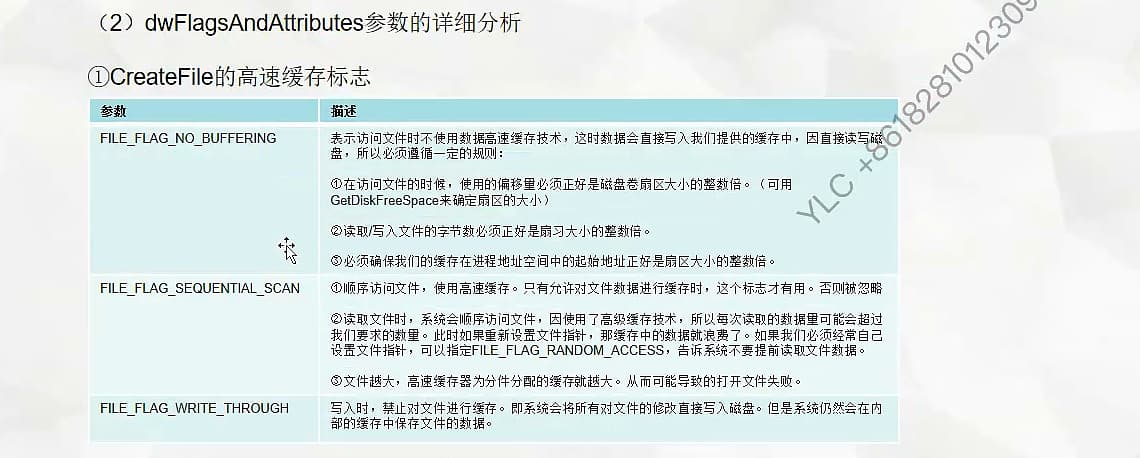 （2）dwFlagsAndAttributes参数的详细分析
①CreateFile的高速缓存标志
参数 描述
FILE_FLAG_NO_BUFFERING 表示访问文件时不使用数据高速缓存技术，这时数据会直接写入我们提供的缓存中，因直接读写磁
盘，所以必须遵循一定的规则：
①在访问文件的时候，使用的偏移量必须正好是磁盘卷扇区大小的整数倍。（可用
GetDiskFreeSpace来确定扇区的大小）
②读取/写入文件的字节数必须正好是扇习大小的整数倍。
③必须确保我们的缓存在进程地址空间中的起始地址正好是扇区大小的整数倍。
FILE_FLAG_SEQUENTIAL_SCAN ①顺序访问文件，使用高速缓存。只有允许对文件数据进行缓存时，这个标志才有用。否则被忽略
②读取文件时，系统会顺序访问文件，因使用了高级缓存技术，所以每次读取的数据量可能会超过
我们要求的数量。此时如果重新设置文件指针，那缓存中的数据就浪费了。如果我们必须经常自己
设置文件指针，可以指定FILE_FLAG_RANDOM_ACCESS，告诉系统不要提前读取文件数据。
③文件越大，高速缓存器为分件分配的缓存就越大。从而可能导致的打开文件失败。
FILE_FLAG_WRITE_THROUGH 写入时，禁止对文件进行缓存。即系统会将所有对文件的修改直接写入磁盘。但是系统仍然会在内
部的缓存中保存文件的数据。
YLC +8618281012309